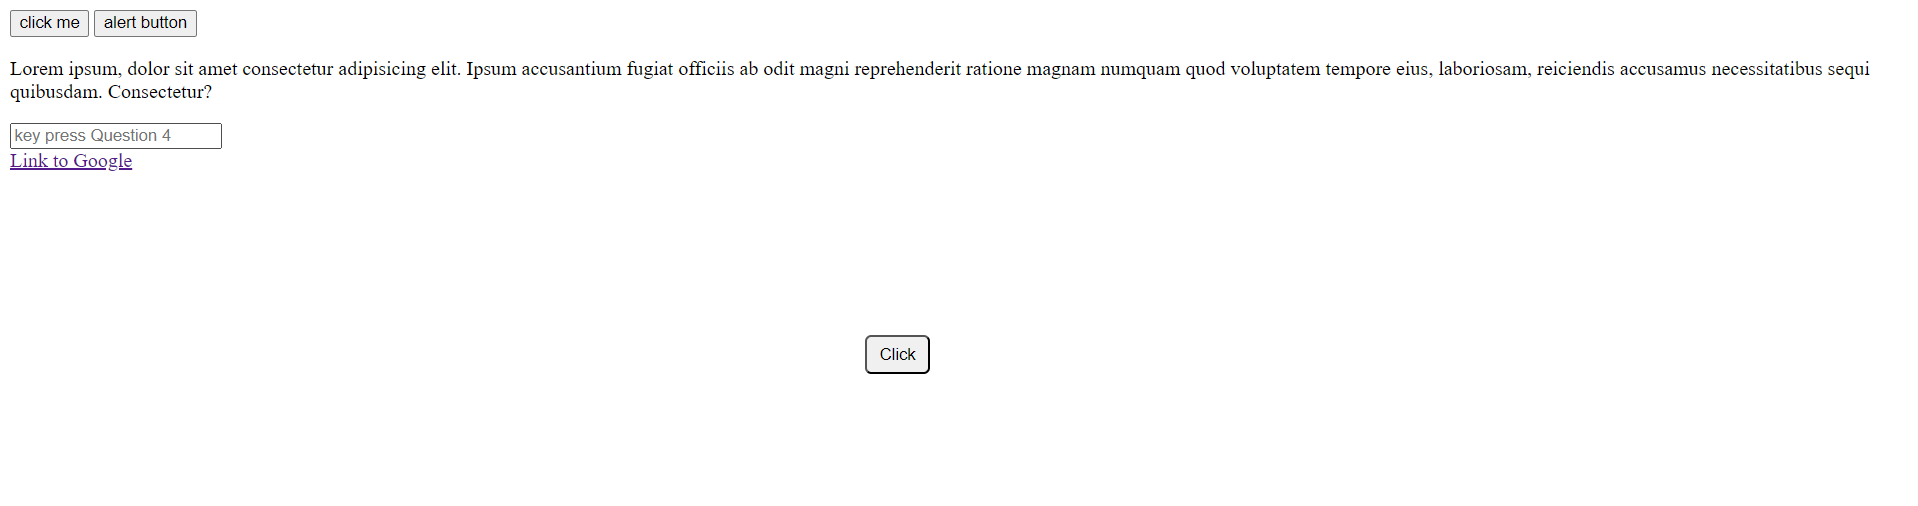 click me alert button
Lorem ipsum, dolor sit amet consectetur adipisicing elit. Ipsum accusantium fugiat officiis ab odit magni reprehenderit ratione magnam numquam quod voluptatem tempore eius, laboriosam, reiciendis accusamus necessitatibus sequi
quibusdam. Consectetur?
key press Question 4
Link to Google
Click